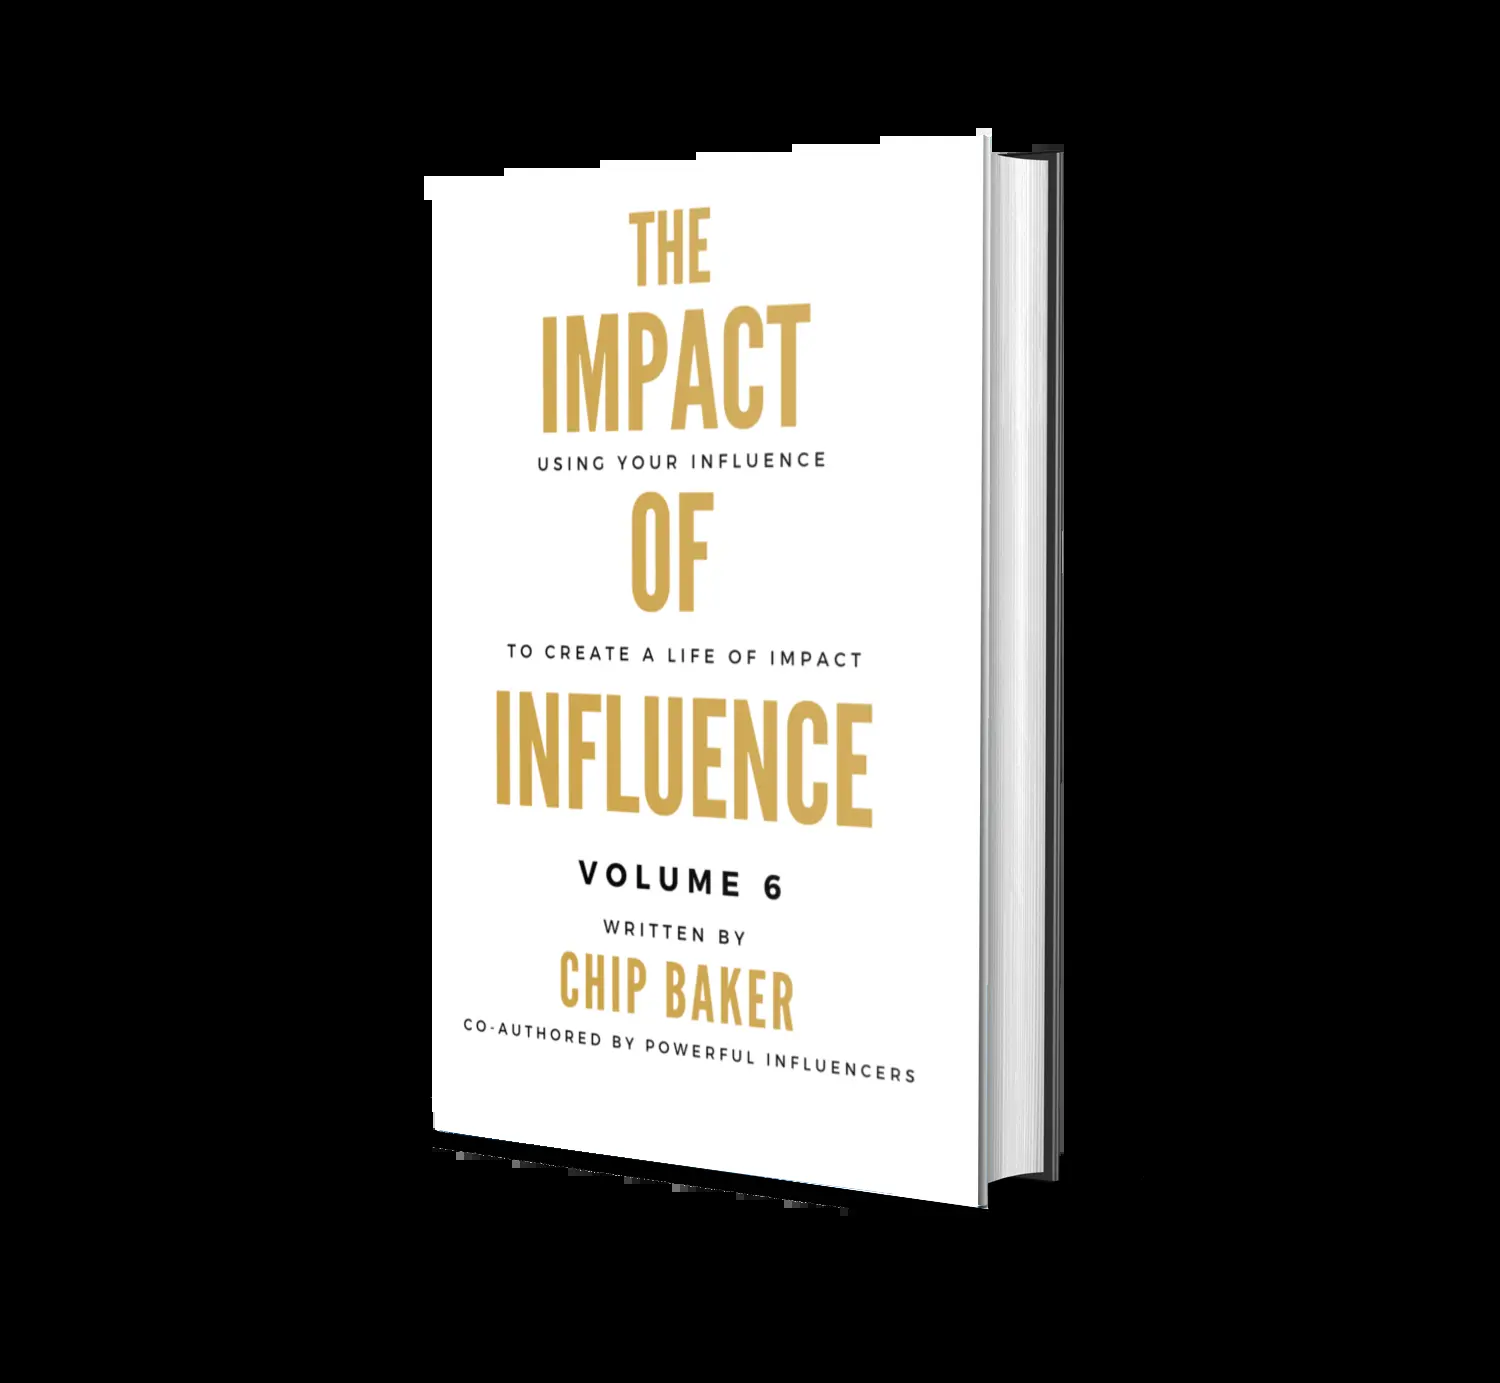 THE
IMPACT
USING YOUR INFLUENCE
OF
TO CREATE A LIFE OF IMPACT
INFLUENCE
VOLUME 6
WRITTEN BY
CHIP BAKER
CO-AUTHORED BY POWERFUL INFLUENCERS